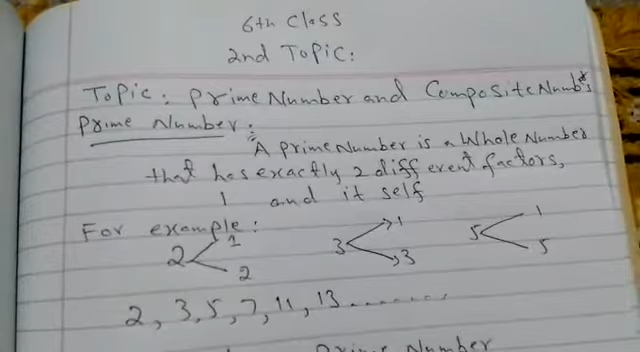 6th Class
2nd Topic:
Topic: Prime Number and Composite Numbers
Prime Number:
A prime Number is a Whole Number
that has exactly 2 different factors,
1 and it self
For example:
2 1 2
3 1 3
5 1 5
2, 3, 5, 7, 11, 13.......
Prime Number